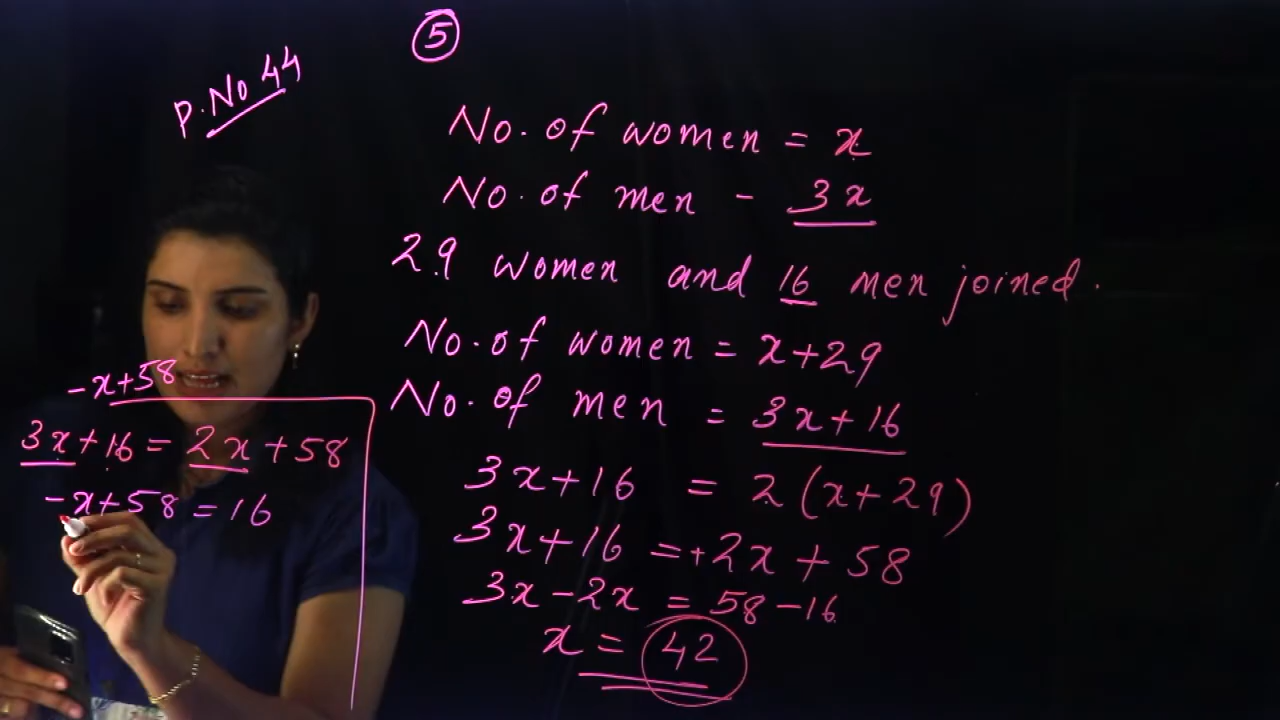 5
P.No 44
No. of women = x
No. of men - 3x
29 women and 16 men joined.
No. of women = x+29
No. of men = 3x+16
3x+16 = 2(x+29)
3x+16 =+2x+58
3x-2x = 58-16
x = 42
-x+58
3x+16 = 2x+58
-x+58=16